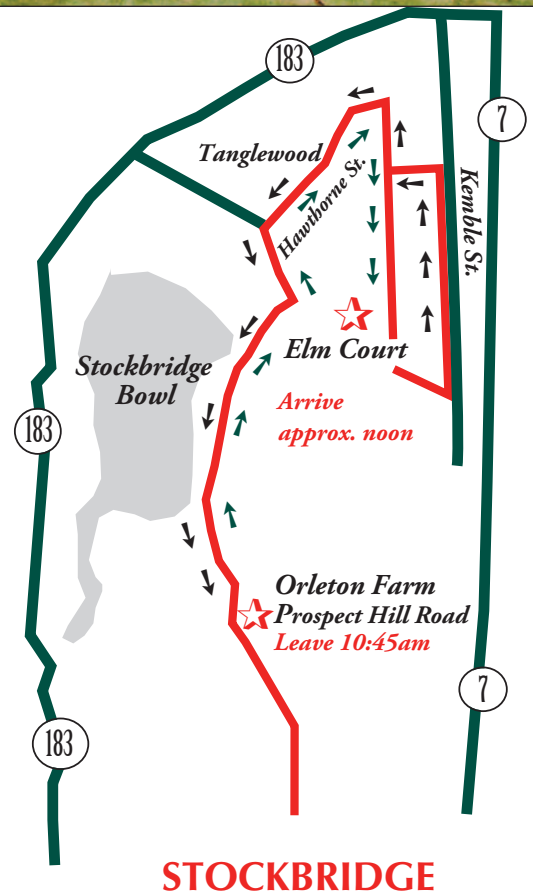 183
7
Tanglewood
Hawthorne St.
Kemble St.
Elm Court
Stockbridge
Bowl
Arrive
approx. noon
183
Orleton Farm
Prospect Hill Road
Leave 10:45am
7
183
STOCKBRIDGE